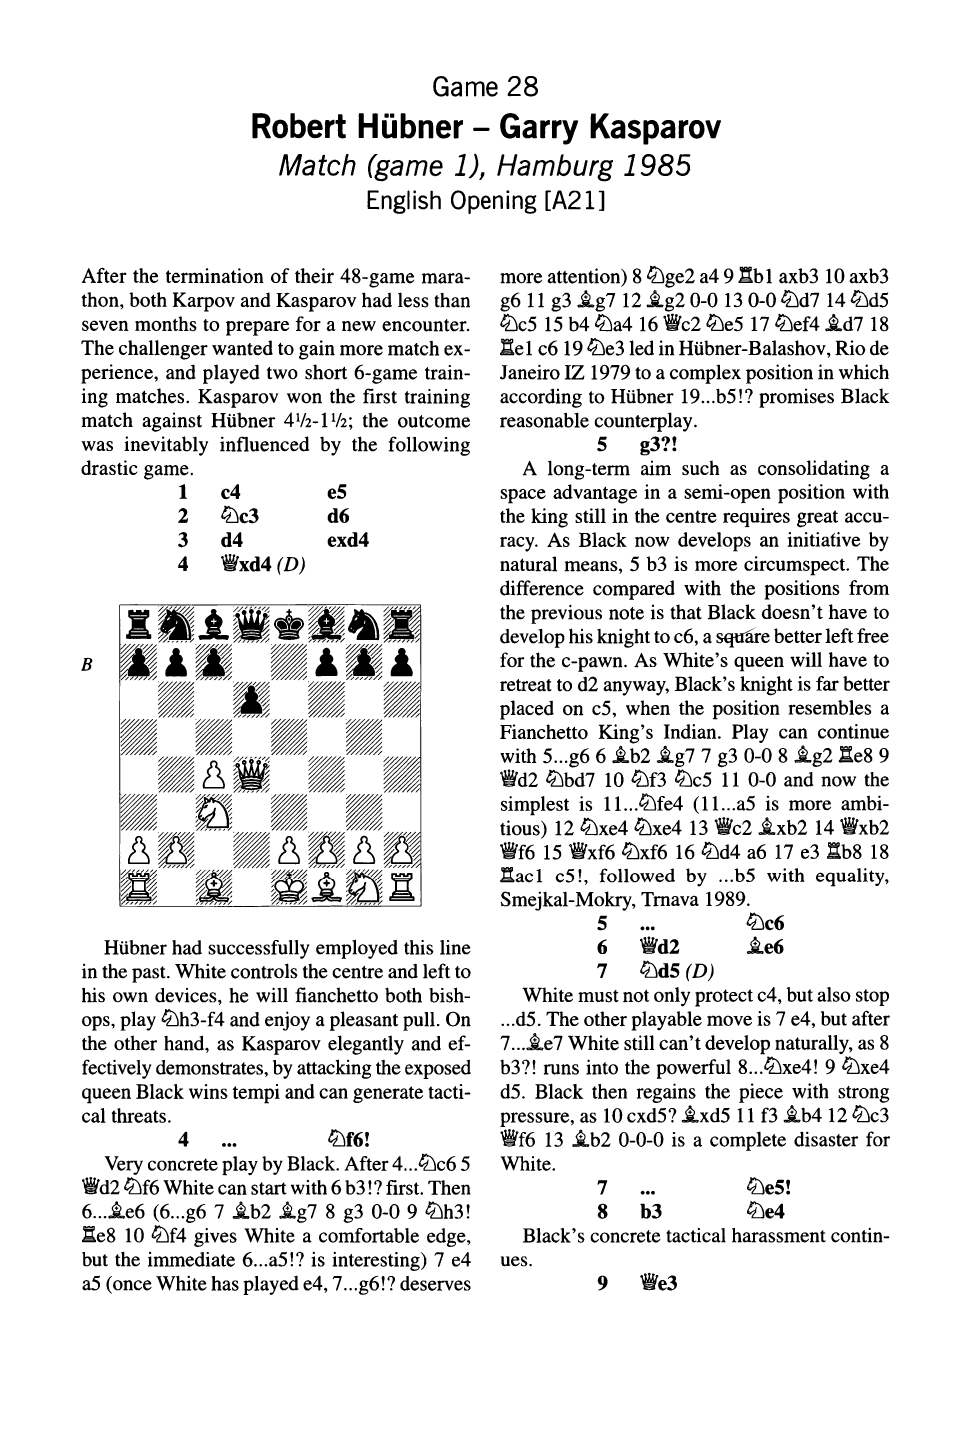 Game 28
Robert Hübner – Garry Kasparov
Match (game 1), Hamburg 1985
English Opening [A21]
After the termination of their 48-game mara-
thon, both Karpov and Kasparov had less than
seven months to prepare for a new encounter.
The challenger wanted to gain more match ex-
perience, and played two short 6-game train-
ing matches. Kasparov won the first training
match against Hübner 4½-1½; the outcome
was inevitably influenced by the following
drastic game.
1 c4 e5
2 ♘c3 d6
3 d4 exd4
4 ♕xd4 (D)
B
Hübner had successfully employed this line
in the past. White controls the centre and left to
his own devices, he will fianchetto both bish-
ops, play ♘h3-f4 and enjoy a pleasant pull. On
the other hand, as Kasparov elegantly and ef-
fectively demonstrates, by attacking the exposed
queen Black wins tempi and can generate tacti-
cal threats.
4 ... ♘f6!
Very concrete play by Black. After 4...♘c6 5
♕d2 ♘f6 White can start with 6 b3!? first. Then
6...♗e6 (6...g6 7 ♗b2 ♗g7 8 g3 0-0 9 ♘h3!
♖e8 10 ♘f4 gives White a comfortable edge,
but the immediate 6...a5!? is interesting) 7 e4
a5 (once White has played e4, 7...g6!? deserves
more attention) 8 ♘ge2 a4 9 ♖b1 axb3 10 axb3
g6 11 g3 ♗g7 12 ♗g2 0-0 13 0-0 ♘d7 14 ♘d5
♘c5 15 b4 ♘a4 16 ♕c2 ♘e5 17 ♘ef4 ♗d7 18
♖e1 c6 19 ♘e3 led in Hübner-Balashov, Rio de
Janeiro IZ 1979 to a complex position in which
according to Hübner 19...b5!? promises Black
reasonable counterplay.
5 g3?!
A long-term aim such as consolidating a
space advantage in a semi-open position with
the king still in the centre requires great accu-
racy. As Black now develops an initiative by
natural means, 5 b3 is more circumspect. The
difference compared with the positions from
the previous note is that Black doesn't have to
develop his knight to c6, a square better left free
for the c-pawn. As White's queen will have to
retreat to d2 anyway, Black's knight is far better
placed on c5, when the position resembles a
Fianchetto King's Indian. Play can continue
with 5...g6 6 ♗b2 ♗g7 7 g3 0-0 8 ♗g2 ♖e8 9
♕d2 ♘bd7 10 ♘f3 ♘c5 11 0-0 and now the
simplest is 11...♘fe4 (11...a5 is more ambi-
tious) 12 ♘xe4 ♘xe4 13 ♕c2 ♗xb2 14 ♕xb2
♕f6 15 ♕xf6 ♘xf6 16 ♘d4 a6 17 e3 ♖b8 18
♖ac1 c5!, followed by ...b5 with equality,
Smejkal-Mokry, Trnava 1989.
5 ... ♘c6
6 ♕d2 ♗e6
7 ♘d5 (D)
White must not only protect c4, but also stop
...d5. The other playable move is 7 e4, but after
7...♗e7 White still can't develop naturally, as 8
b3?! runs into the powerful 8...♘xe4! 9 ♘xe4
d5. Black then regains the piece with strong
pressure, as 10 cxd5? ♗xd5 11 f3 ♗b4 12 ♘c3
♕f6 13 ♗b2 0-0-0 is a complete disaster for
White.
7 ... ♘e5!
8 b3 ♘e4
Black's concrete tactical harassment contin-
ues.
9 ♕e3